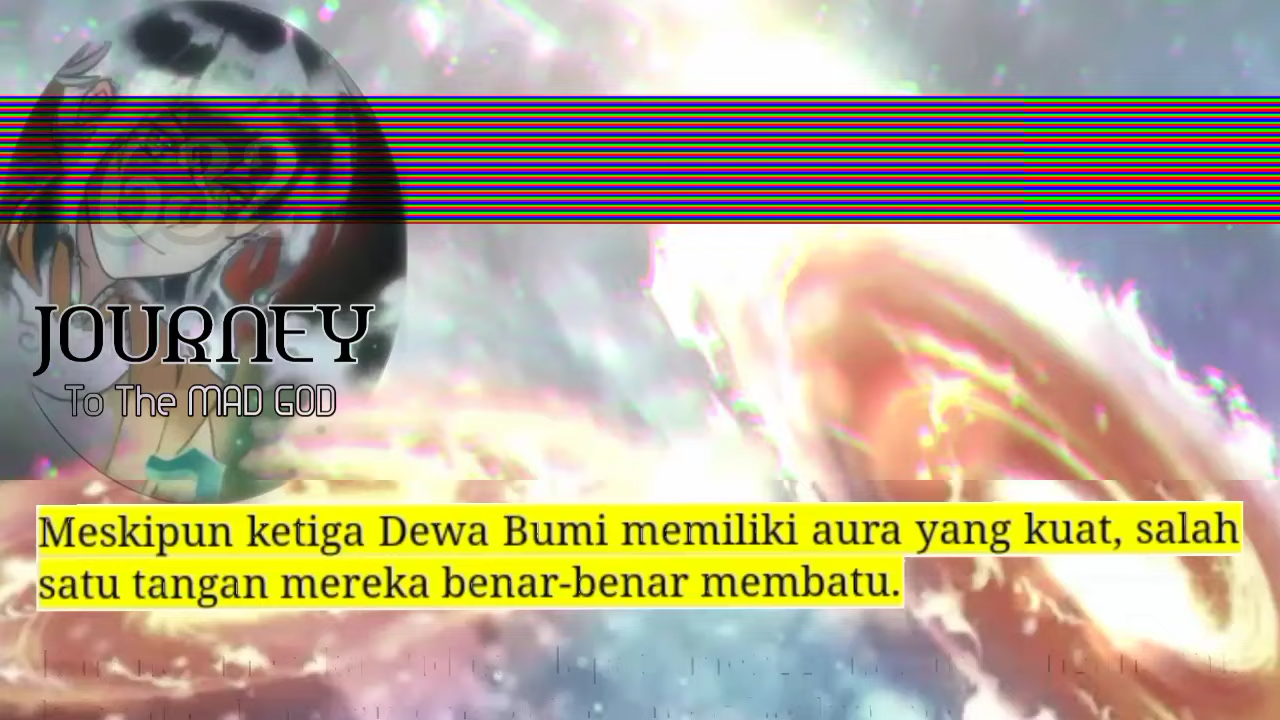 JOURNEY
To The MAD GOD
Meskipun ketiga Dewa Bumi memiliki aura yang kuat, salah
satu tangan mereka benar-benar membatu.